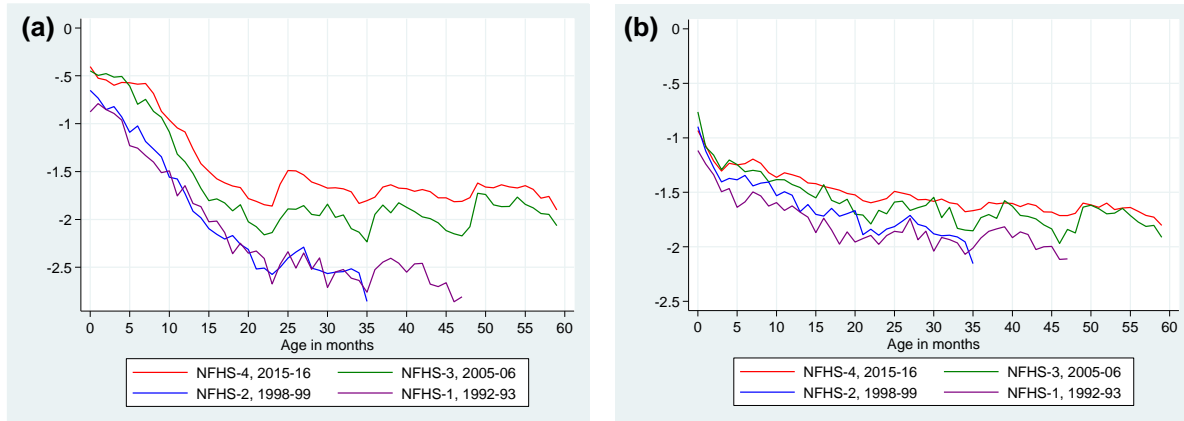 (a)
0
-.5
-1
-1.5
-2
-2.5
0 5 10 15 20 25 30 35 40 45 50 55 60
Age in months
NFHS-4, 2015-16 NFHS-3, 2005-06
NFHS-2, 1998-99 NFHS-1, 1992-93
(b)
0
-.5
-1
-1.5
-2
-2.5
0 5 10 15 20 25 30 35 40 45 50 55 60
Age in months
NFHS-4, 2015-16 NFHS-3, 2005-06
NFHS-2, 1998-99 NFHS-1, 1992-93